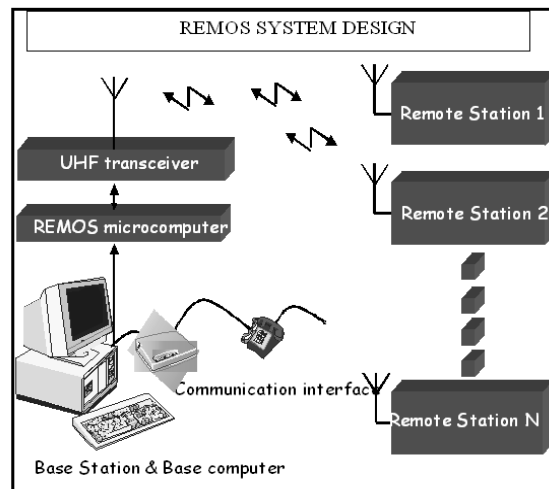 REMOS SYSTEM DESIGN
Remote Station 1
UHF transceiver
Remote Station 2
REMOS microcomputer
Communication interface
Remote Station N
Base Station & Base computer